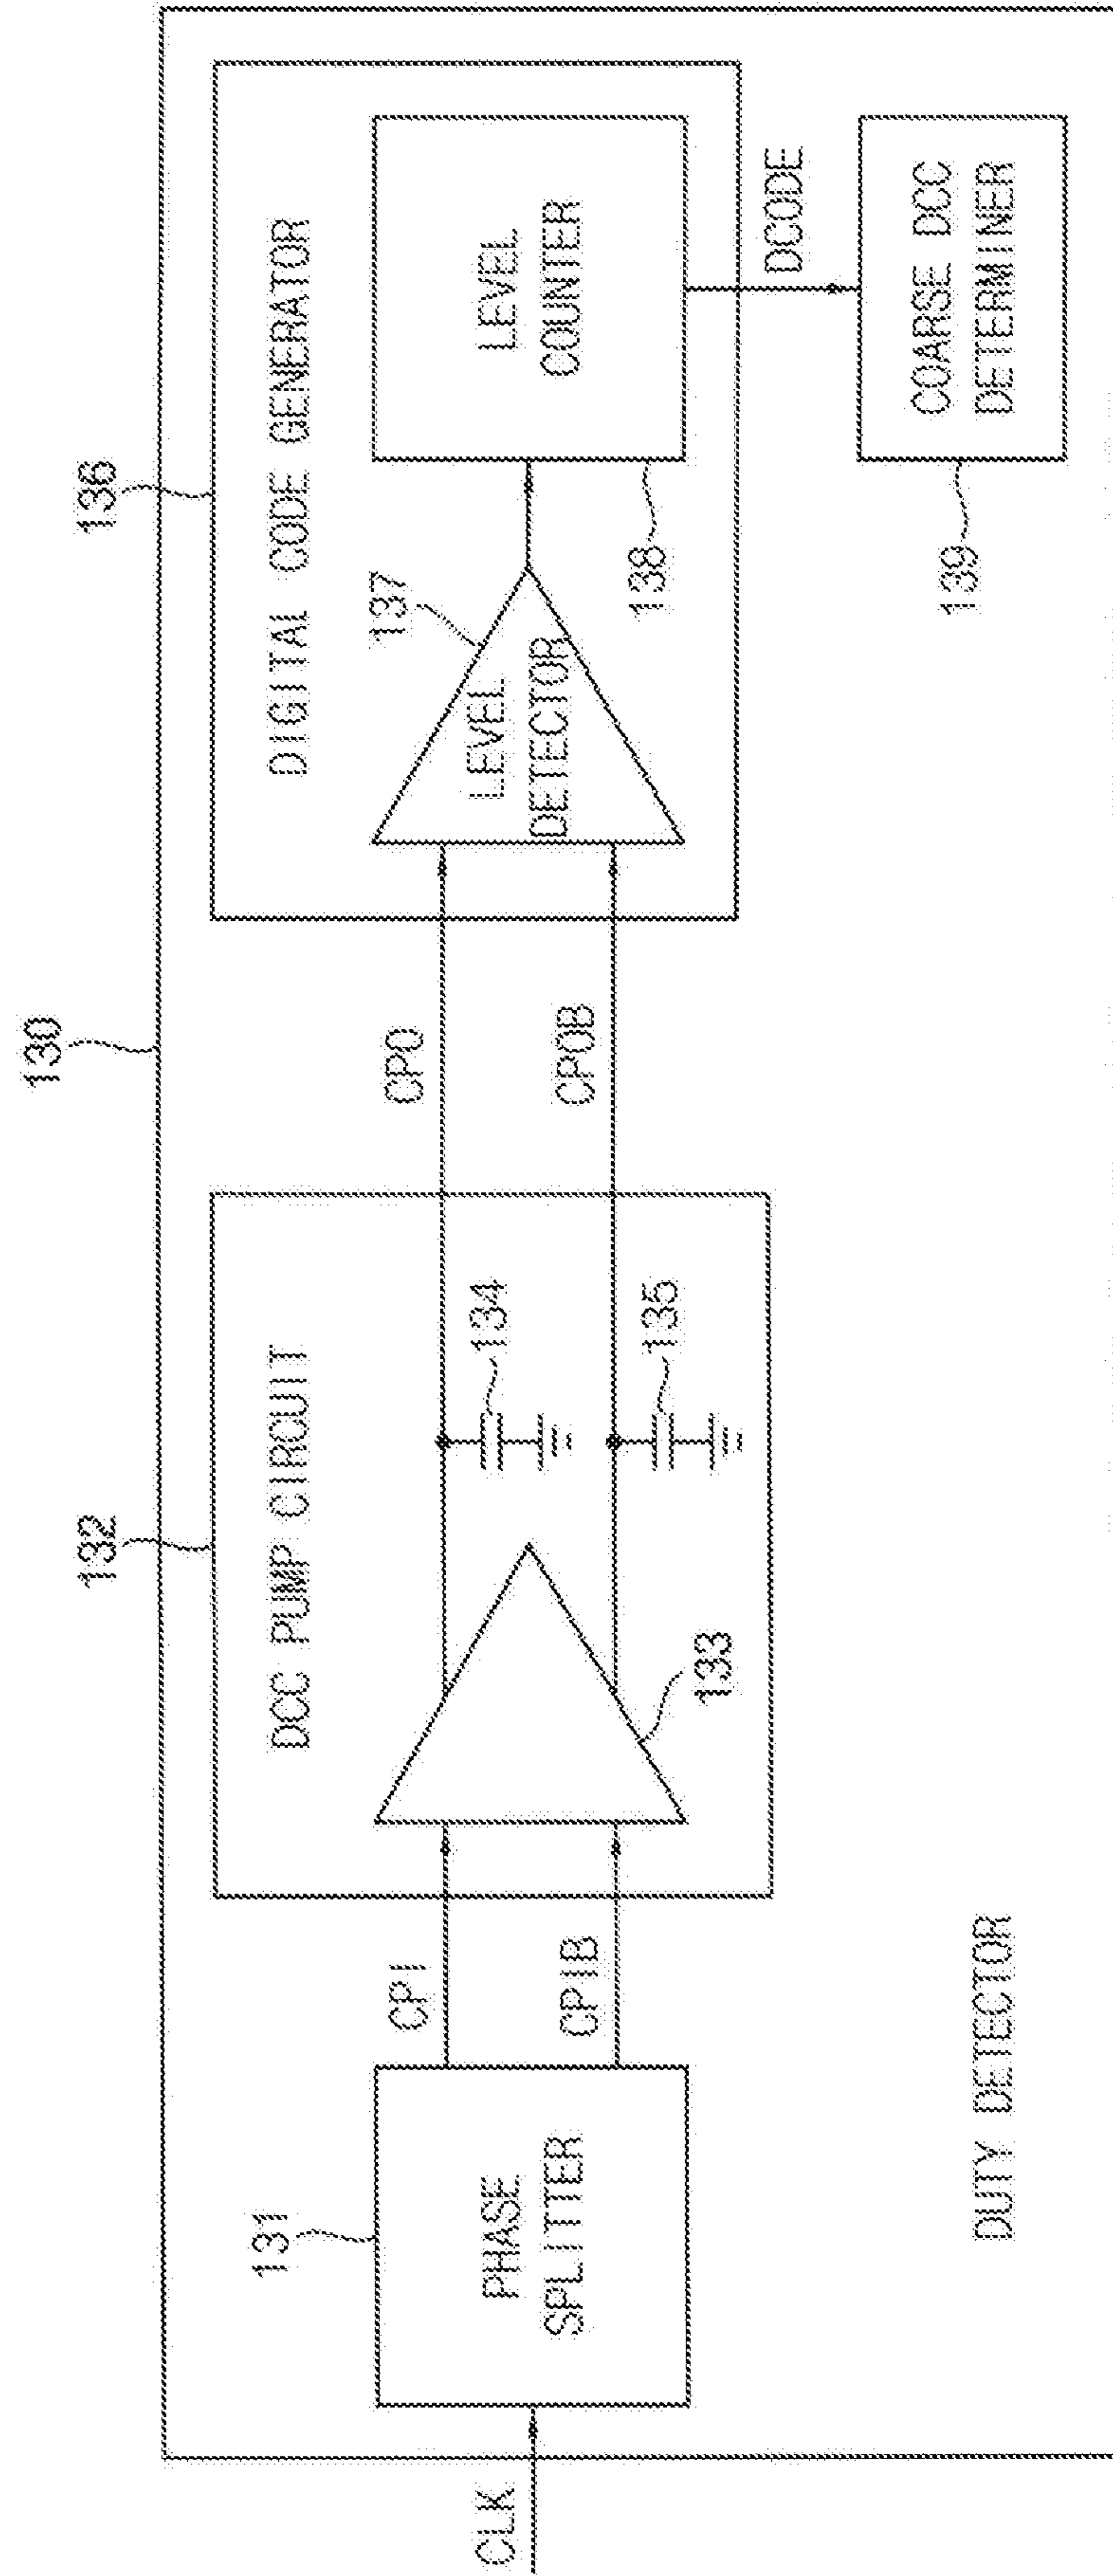 130
132
136
DCC PUMP CIRCUIT
DIGITAL CODE GENERATOR
131
137
CLK
PHASE
SPLITTER
CPI
CPIB
133
134
135
CPO
CPOB
LEVEL
DETECTOR
LEVEL
COUNTER
138
DCODE
139
COARSE DCC
DETERMINER
DUTY DETECTOR